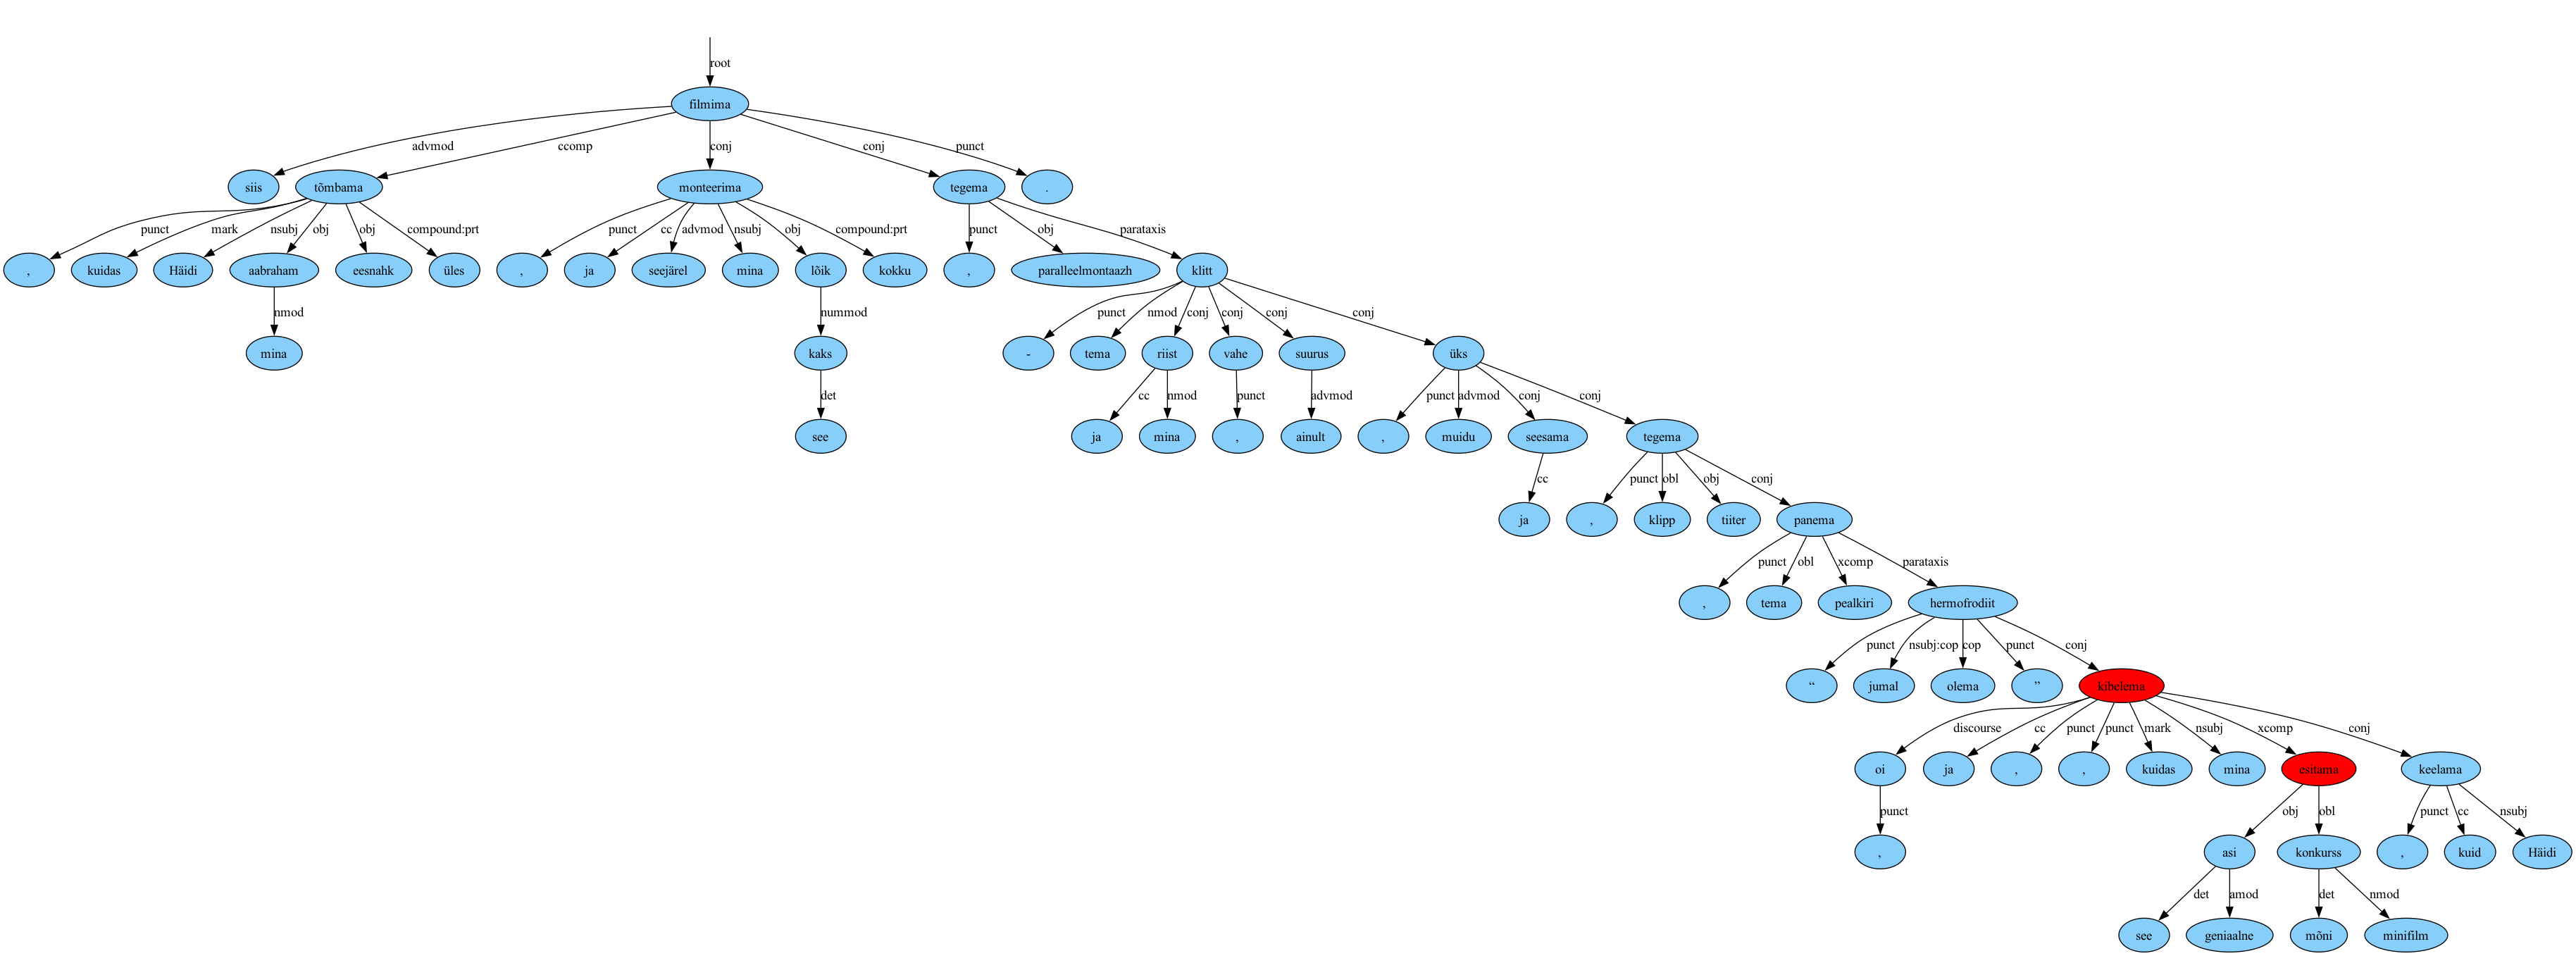 root
filmima
advmod ccomp conj conj punct
siis tõmbama monteerima tegema .
punct mark nsubj obj obj compound:prt punct cc advmod nsubj obj compound:prt punct obj parataxis
, kuidas Häidi aabraham eesnahk üles , ja seejärel mina lõik kokku , paralleelmontaazh klitt
nmod nummod punct nmod conj conj conj conj
mina kaks - tema riist vahe suurus üks
det cc nmod punct advmod punct advmod conj conj
see ja mina , ainult , muidu seesama tegema
cc punct obl obj conj
ja , klipp tiiter panema
punct obl xcomp parataxis
, tema pealkiri hermofrodiit
punct nsubj:cop cop punct conj
“ jumal olema ” kibelema
discourse cc punct punct mark nsubj xcomp conj
oi ja , , kuidas mina esitama keelama
punct obj obl punct cc nsubj
, asi konkurss , kuid Häidi
det amod det nmod
see geniaalne mõni minifilm